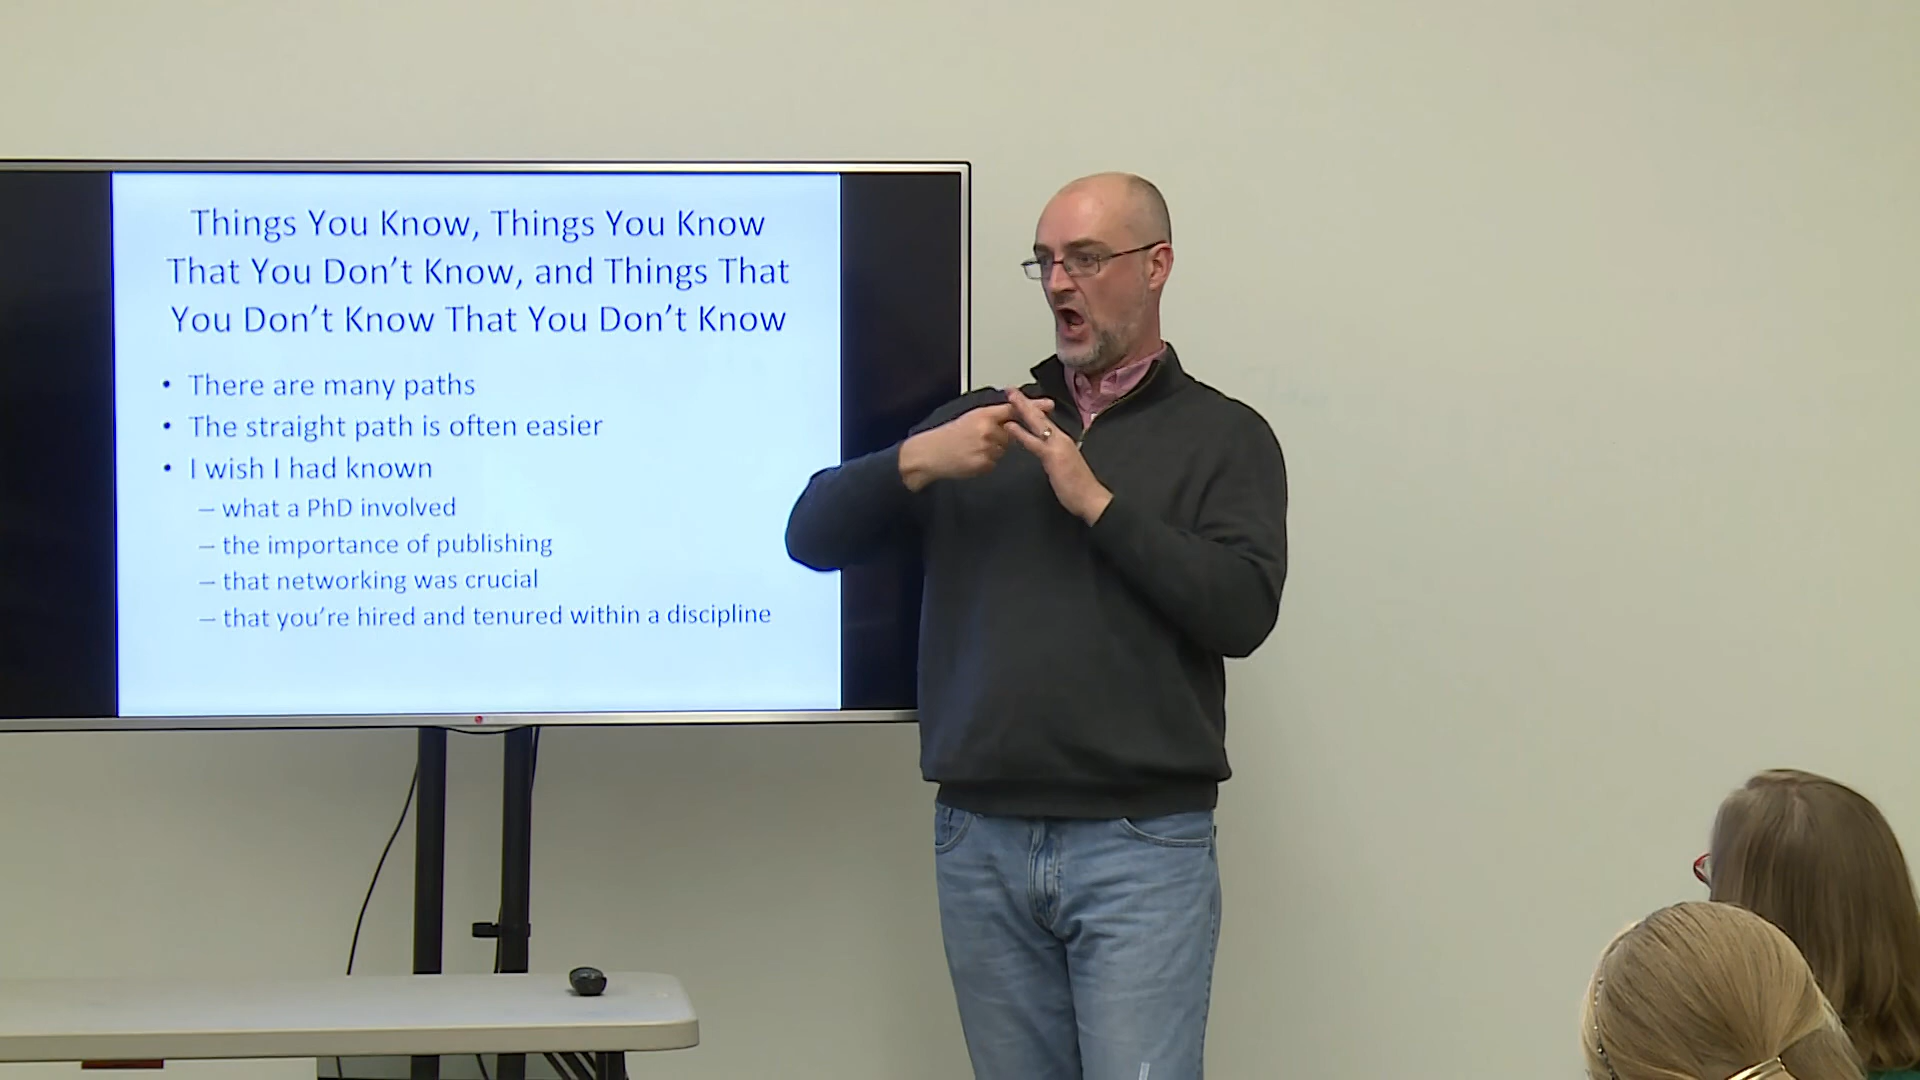 Things You Know, Things You Know
That You Don't Know, and Things That
You Don't Know That You Don't Know
• There are many paths
• The straight path is often easier
• I wish I had known
– what a PhD involved
– the importance of publishing
– that networking was crucial
– that you're hired and tenured within a discipline